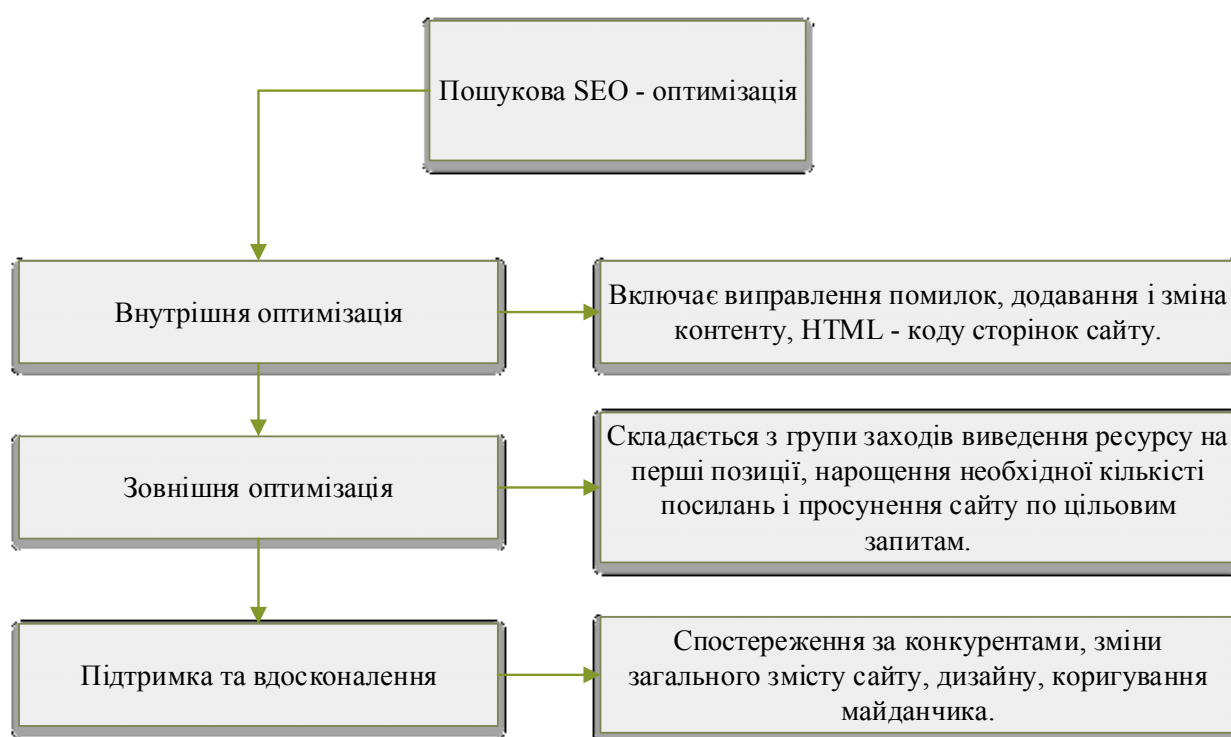 Пошукова SEO - оптимізація
Внутрішня оптимізація
Включає виправлення помилок, додавання і зміна
контенту, HTML - коду сторінок сайту.
Зовнішня оптимізація
Складається з групи заходів виведення ресурсу на
перші позиції, нарощення необхідної кількісті
посилань і просунення сайту по цільовим
запитам.
Підтримка та вдосконалення
Спостереження за конкурентами, зміни
загального змісту сайту, дизайну, коригування
майданчика.